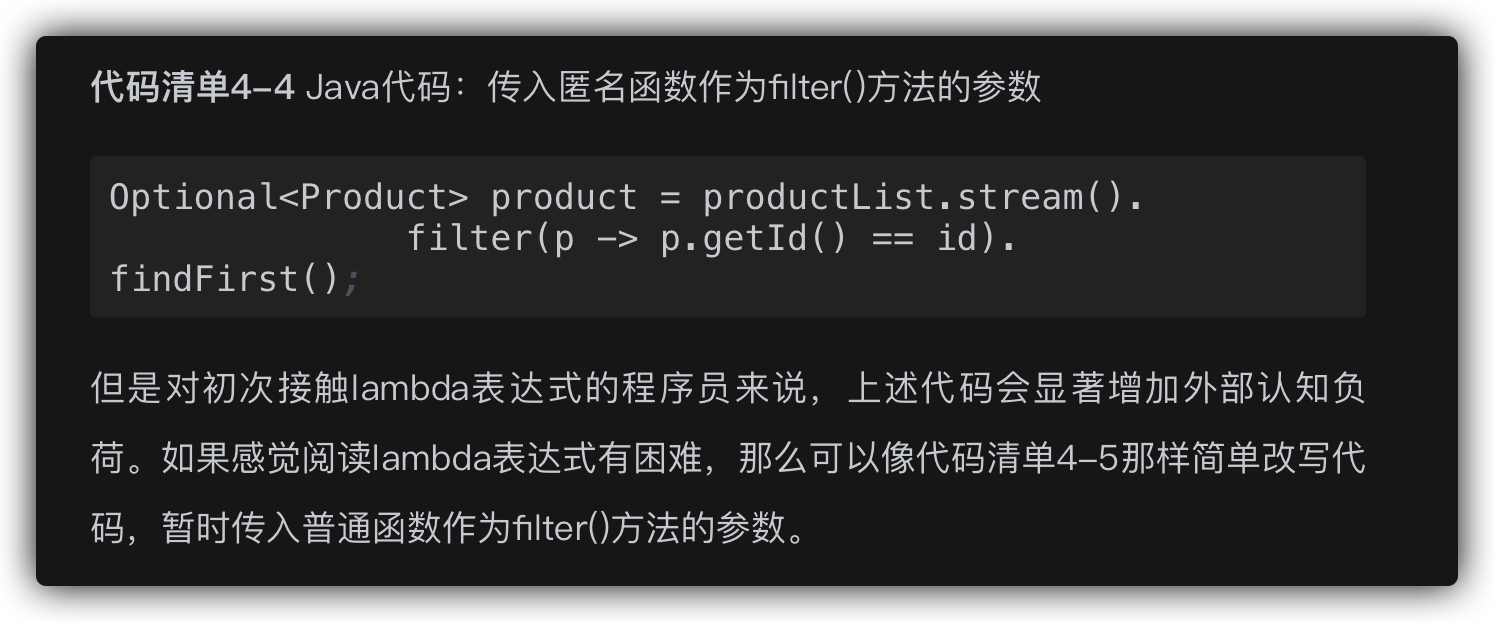 代码清单4–4 Java代码：传入匿名函数作为filter()方法的参数
Optional<Product> product = productList.stream().
              filter(p -> p.getId() == id).
findFirst();
但是对初次接触lambda表达式的程序员来说，上述代码会显著增加外部认知负
荷。如果感觉阅读lambda表达式有困难，那么可以像代码清单4–5那样简单改写代
码，暂时传入普通函数作为filter()方法的参数。